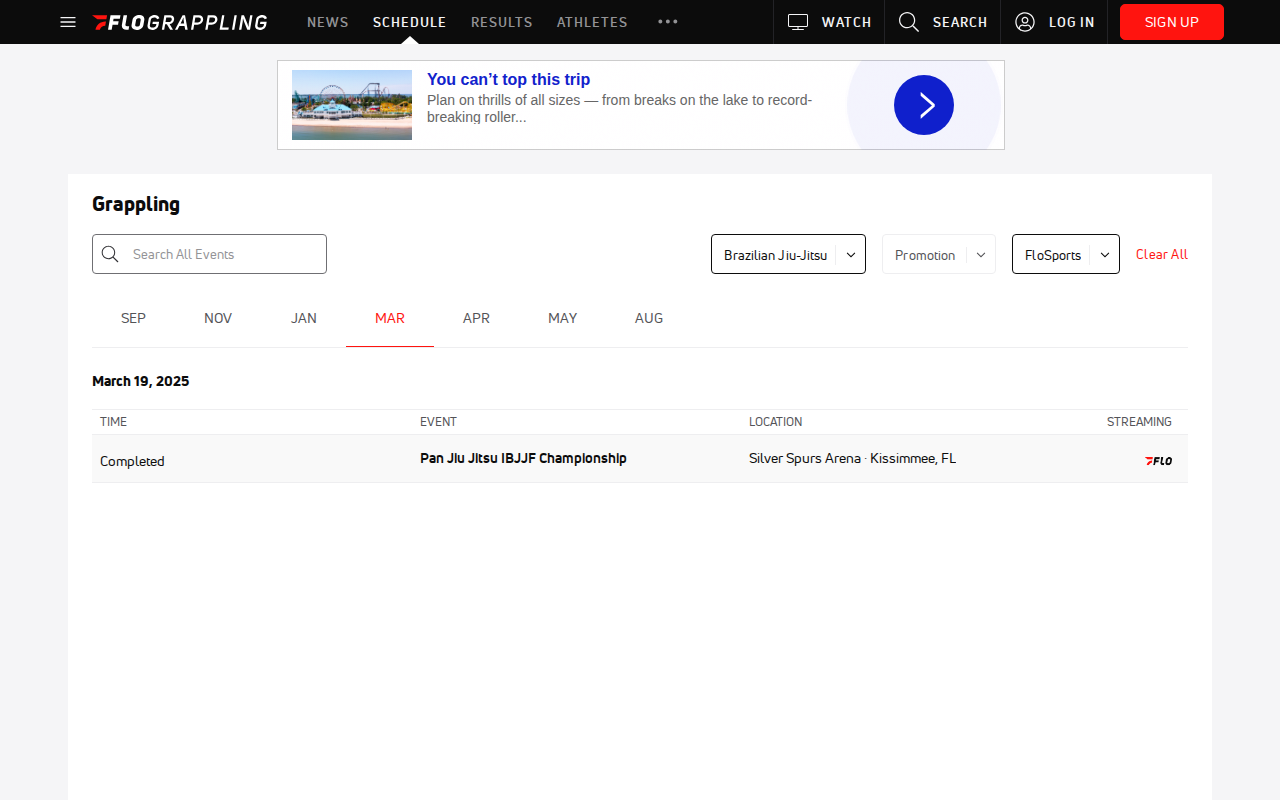 FLOGRAPPLING
NEWS
SCHEDULE
RESULTS
ATHLETES
WATCH
SEARCH
LOG IN
SIGN UP
You can’t top this trip
Plan on thrills of all sizes — from breaks on the lake to record-
breaking roller...
Grappling
Search All Events
Brazilian Jiu-Jitsu
Promotion
FloSports
Clear All
SEP
NOV
JAN
MAR
APR
MAY
AUG
March 19, 2025
TIME
EVENT
LOCATION
STREAMING
Completed
Pan Jiu Jitsu IBJJF Championship
Silver Spurs Arena · Kissimmee, FL
FLO